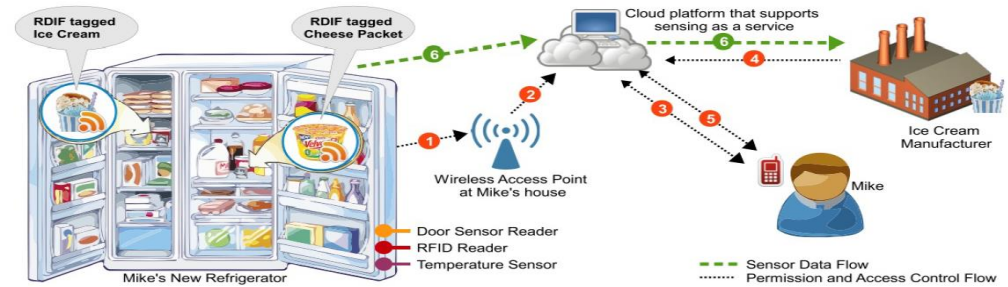 RDIF tagged
Ice Cream
RDIF tagged
Cheese Packet
Cloud platform that supports
sensing as a service
6
6
4
2
3
5
1
Ice Cream
Manufacturer
Wireless Access Point
at Mike's house
Mike
Door Sensor Reader
RFID Reader
Temperature Sensor
Mike's New Refrigerator
Sensor Data Flow
Permission and Access Control Flow